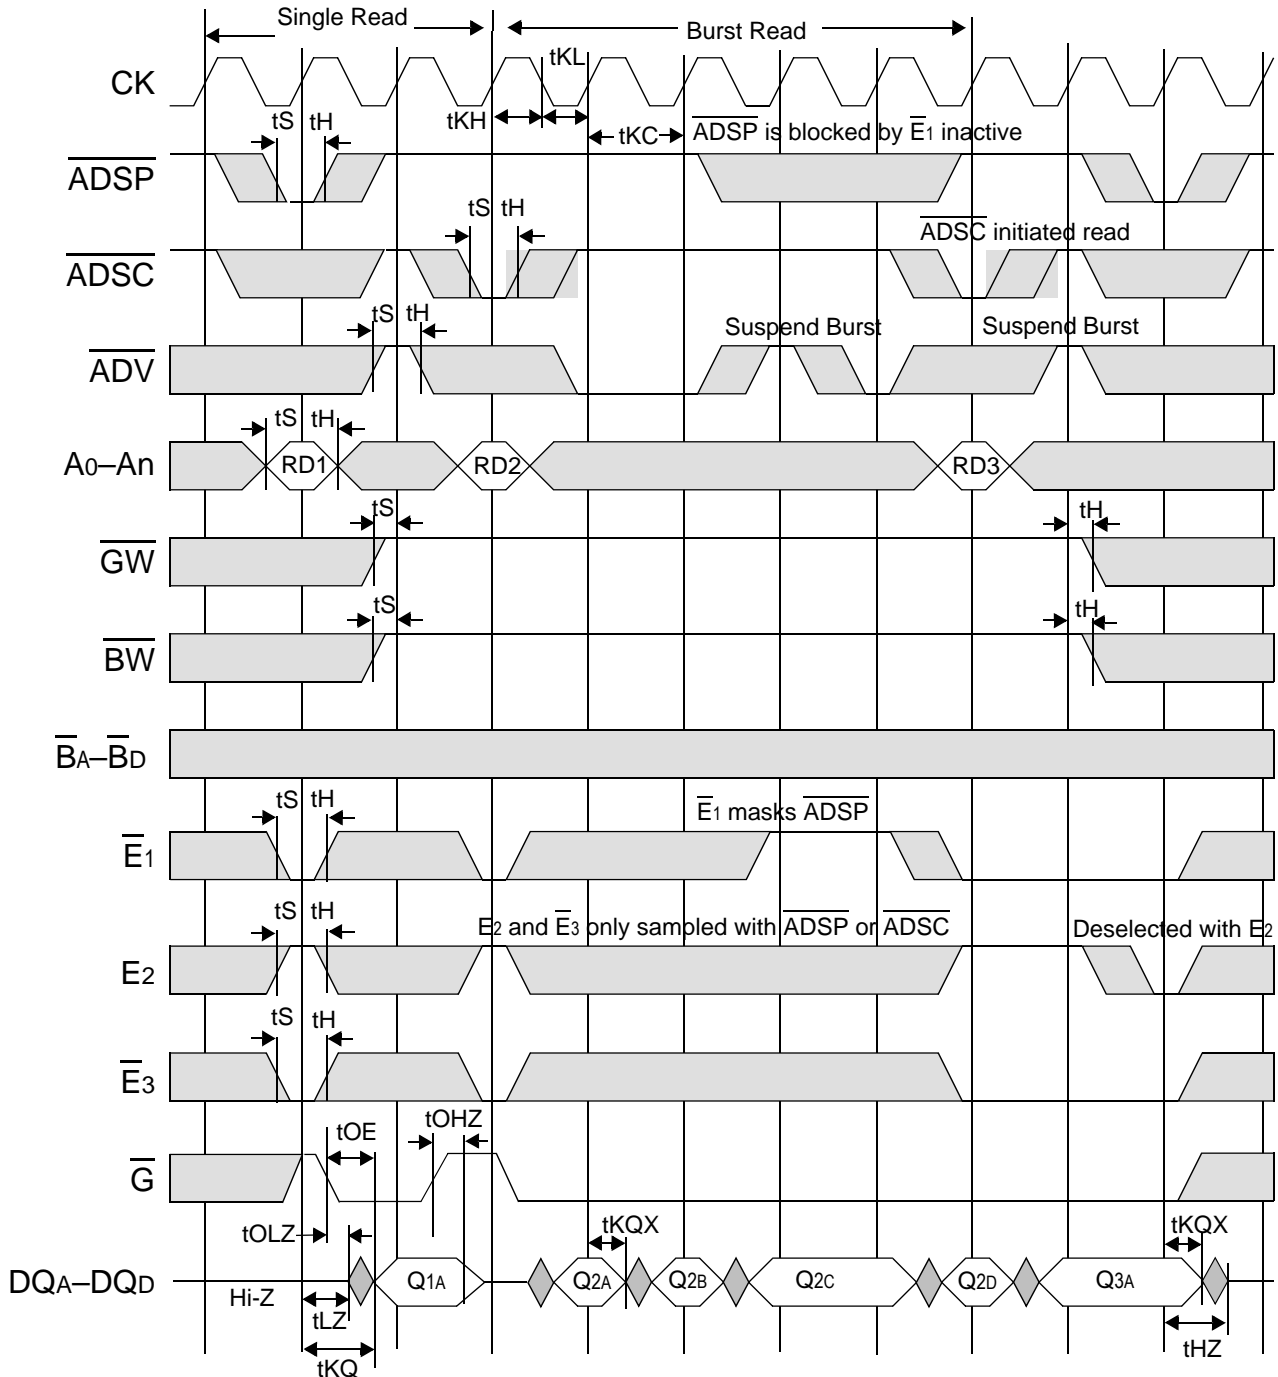 Single Read
Burst Read
CK
tKL
tKH
tKC
tS tH
ADSP is blocked by E1 inactive
ADSP
tS tH
ADSC initiated read
ADSC
tS tH
Suspend Burst
Suspend Burst
ADV
tS tH
A0–An
RD1
RD2
RD3
tS
tH
GW
tS
tH
BW
BA–BD
tS tH
E1 masks ADSP
E1
tS tH
E2 and E3 only sampled with ADSP or ADSC
Deselected with E2
E2
tS tH
E3
tOE
tOHZ
G
tOLZ
tKQX
tKQX
DQA–DQD
Q1A
Q2A
Q2B
Q2C
Q2D
Q3A
Hi-Z
tLZ
tHZ
tKQ